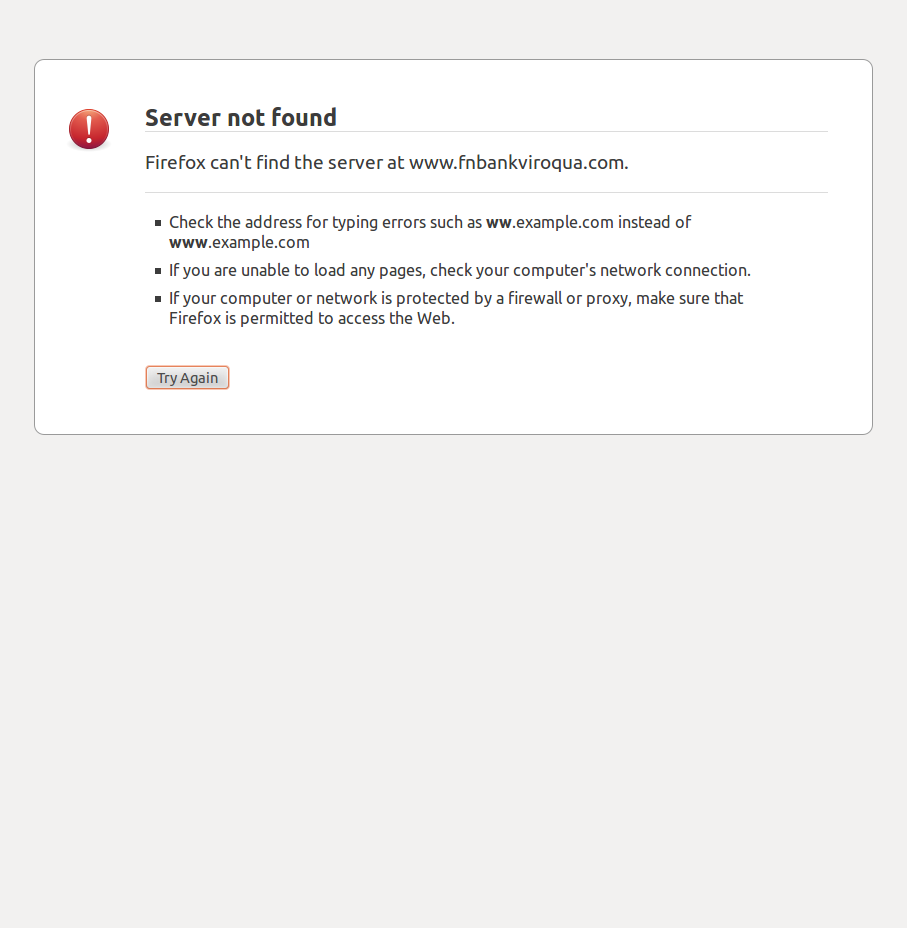 Server not found
Firefox can't find the server at www.fnbankviroqua.com.
Check the address for typing errors such as ww.example.com instead of
www.example.com
If you are unable to load any pages, check your computer's network connection.
If your computer or network is protected by a firewall or proxy, make sure that
Firefox is permitted to access the Web.
Try Again